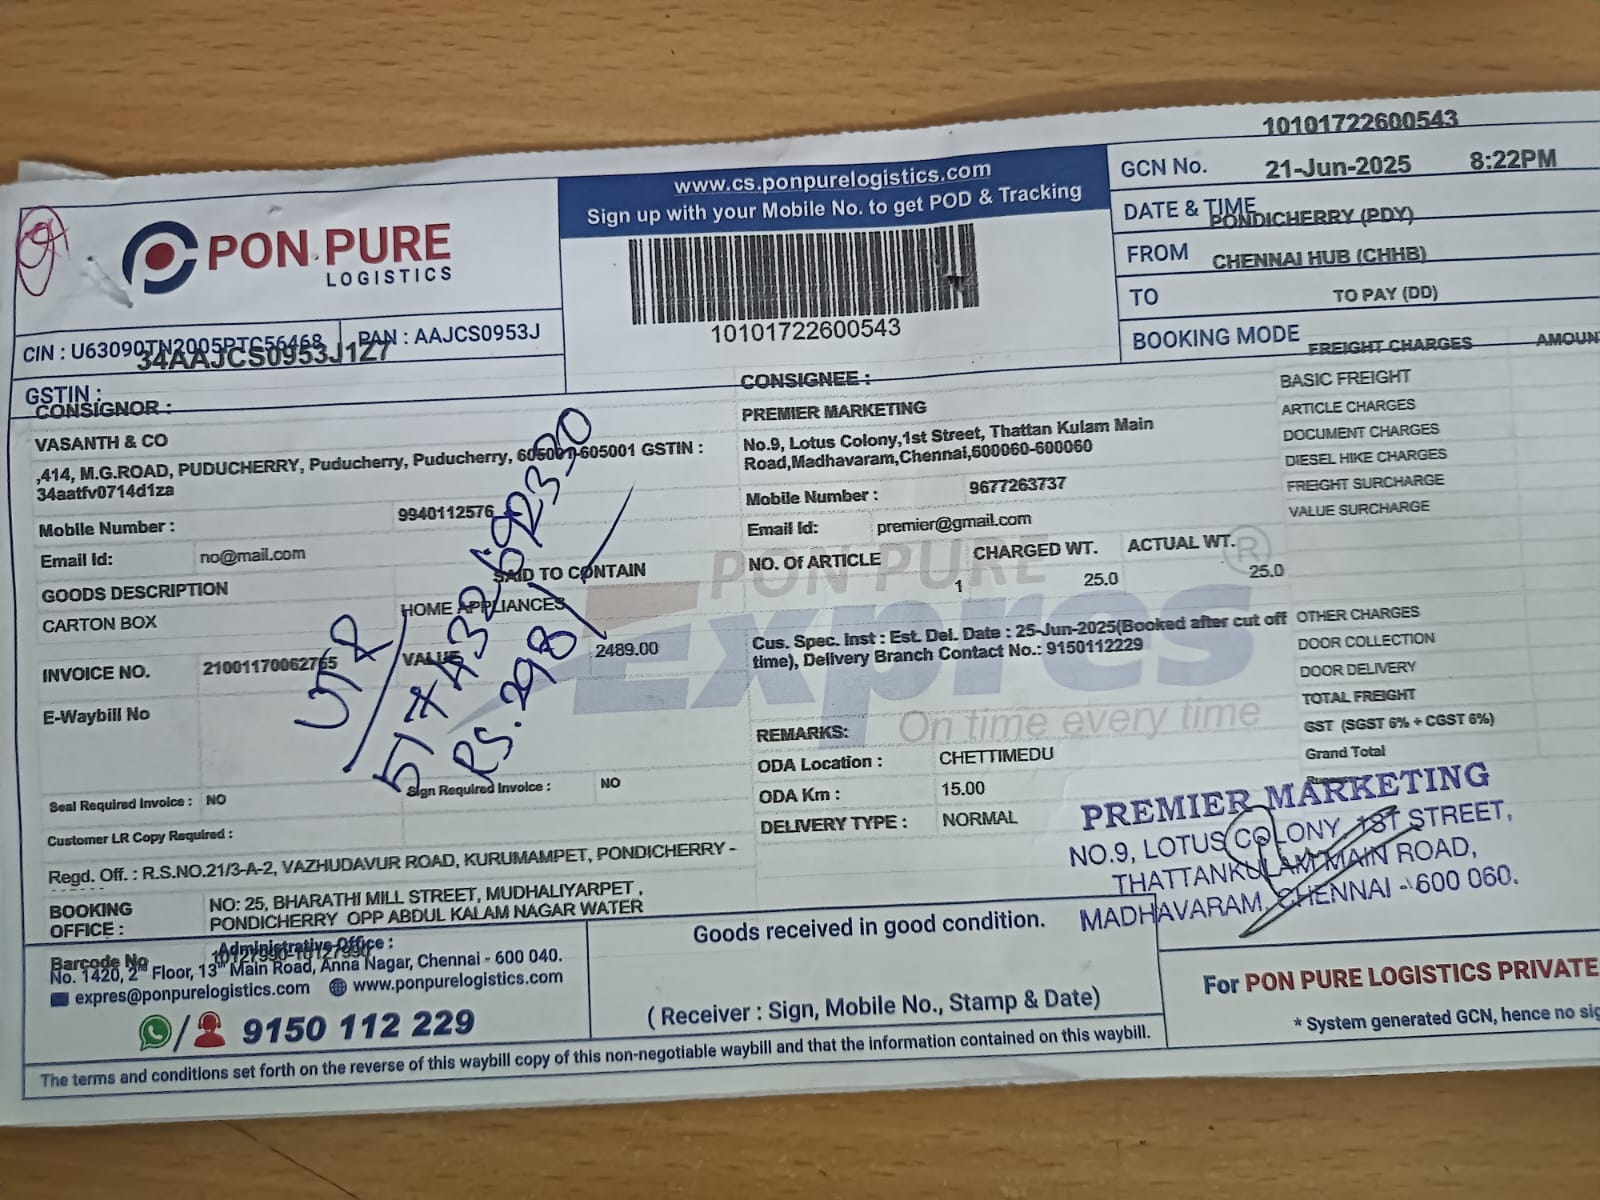 10101722600543
GCN No.
21-Jun-2025 8:22PM
DATE & TIME
PONDICHERRY (PDY)
FROM
CHENNAI HUB (CHHB)
TO
TO PAY (DD)
BOOKING MODE
PON PURE
LOGISTICS
www.cs.ponpurelogistics.com
Sign up with your Mobile No. to get POD & Tracking
10101722600543
CIN : U63090TN2005PTC56468 PAN : AAJCS0953J
34AAJCS0953J1Z7
GSTIN :
CONSIGNOR :
VASANTH & CO
,414, M.G.ROAD, PUDUCHERRY, Puducherry, Puducherry, 605001-605001 GSTIN :
34aatfv0714d1za
Mobile Number : 9940112576
Email Id: no@mail.com
GOODS DESCRIPTION SAID TO CONTAIN
CARTON BOX HOME APPLIANCES
INVOICE NO. 21001170062765 VALUE 2489.00
E-Waybill No
Seal Required Invoice : NO Sign Required Invoice : NO
Customer LR Copy Required :
UTR
RS. 298/
CONSIGNEE :
PREMIER MARKETING
No.9, Lotus Colony,1st Street, Thattan Kulam Main
Road,Madhavaram,Chennai,600060-600060
Mobile Number : 9677263737
Email Id: premier@gmail.com
NO. Of ARTICLE CHARGED WT. ACTUAL WT.
1 25.0 25.0
PON PURE
Expres ®
On time every time
Cus. Spec. Inst : Est. Del. Date : 25-Jun-2025(Booked after cut off
time), Delivery Branch Contact No.: 9150112229
REMARKS:
ODA Location : CHETTIMEDU
ODA Km : 15.00
DELIVERY TYPE : NORMAL
FREIGHT CHARGES AMOUN
BASIC FREIGHT
ARTICLE CHARGES
DOCUMENT CHARGES
DIESEL HIKE CHARGES
FREIGHT SURCHARGE
VALUE SURCHARGE
OTHER CHARGES
DOOR COLLECTION
DOOR DELIVERY
TOTAL FREIGHT
GST (SGST 6% + CGST 6%)
Grand Total
PREMIER MARKETING
NO.9, LOTUS COLONY, 1ST STREET,
THATTANKULAM MAIN ROAD,
MADHAVARAM, CHENNAI - 600 060.
Regd. Off. : R.S.NO.21/3-A-2, VAZHUDAVUR ROAD, KURUMAMPET, PONDICHERRY -
BOOKING
OFFICE :
NO: 25, BHARATHI MILL STREET, MUDHALIYARPET ,
PONDICHERRY OPP ABDUL KALAM NAGAR WATER
Administrative Office :
Barcode No
No. 1420, 2nd Floor, 13th Main Road, Anna Nagar, Chennai - 600 040.
expres@ponpurelogistics.com www.ponpurelogistics.com
/ 9150 112 229
Goods received in good condition.
( Receiver : Sign, Mobile No., Stamp & Date)
For PON PURE LOGISTICS PRIVATE
* System generated GCN, hence no sig
The terms and conditions set forth on the reverse of this waybill copy of this non-negotiable waybill and that the information contained on this waybill.